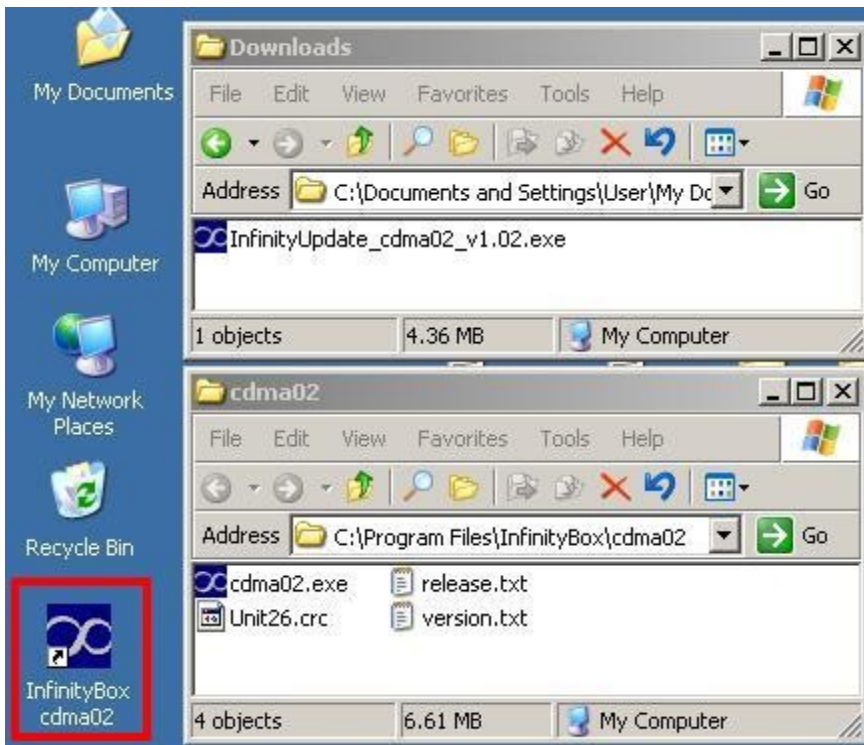 My Documents
My Computer
My Network
Places
Recycle Bin
InfinityBox
cdma02
Downloads
File Edit View Favorites Tools Help
Address C:\Documents and Settings\User\My Dc Go
InfinityUpdate_cdma02_v1.02.exe
1 objects 4.36 MB My Computer
cdma02
File Edit View Favorites Tools Help
Address C:\Program Files\InfinityBox\cdma02 Go
cdma02.exe release.txt
Unit26.crc version.txt
4 objects 6.61 MB My Computer